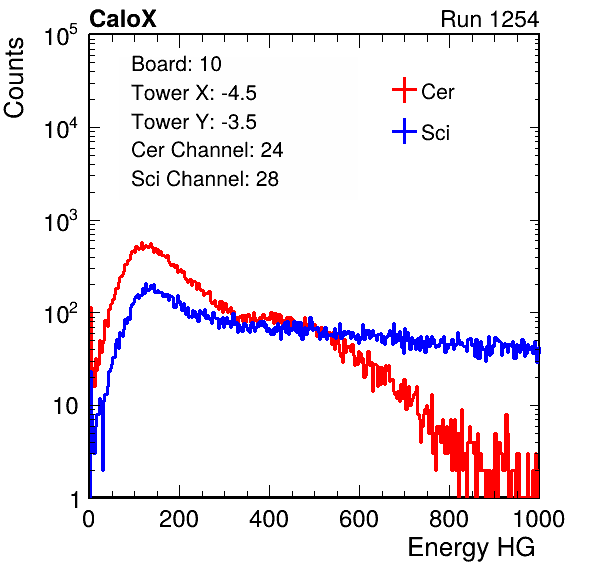 CaloX Run 1254
Counts
Board: 10
Tower X: -4.5
Tower Y: -3.5
Cer Channel: 24
Sci Channel: 28
Cer
Sci
10^5
10^4
10^3
10^2
10
1
0 200 400 600 800 1000
Energy HG